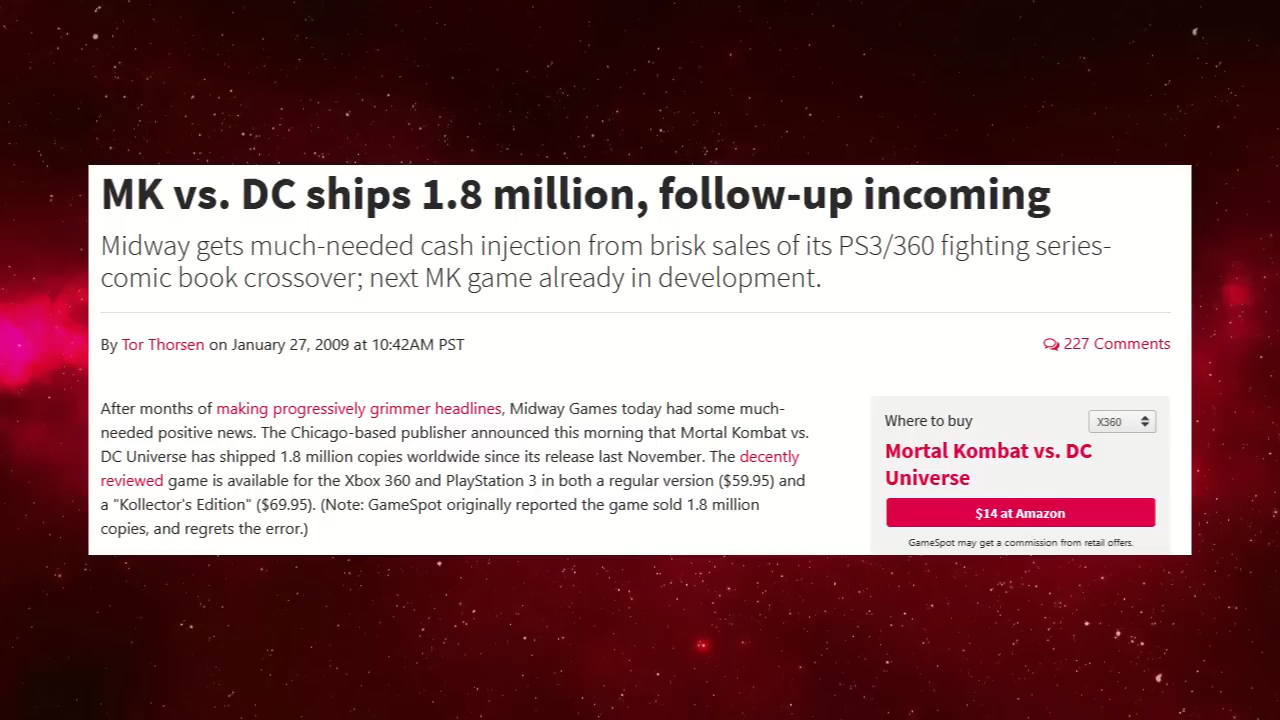 MK vs. DC ships 1.8 million, follow-up incoming
Midway gets much-needed cash injection from brisk sales of its PS3/360 fighting series-
comic book crossover; next MK game already in development.
By Tor Thorsen on January 27, 2009 at 10:42AM PST
227 Comments
After months of making progressively grimmer headlines, Midway Games today had some much-
needed positive news. The Chicago-based publisher announced this morning that Mortal Kombat vs.
DC Universe has shipped 1.8 million copies worldwide since its release last November. The decently
reviewed game is available for the Xbox 360 and PlayStation 3 in both a regular version ($59.95) and
a "Kollector's Edition" ($69.95). (Note: GameSpot originally reported the game sold 1.8 million
copies, and regrets the error.)
Where to buy
X360
Mortal Kombat vs. DC
Universe
$14 at Amazon
GameSpot may get a commission from retail offers.